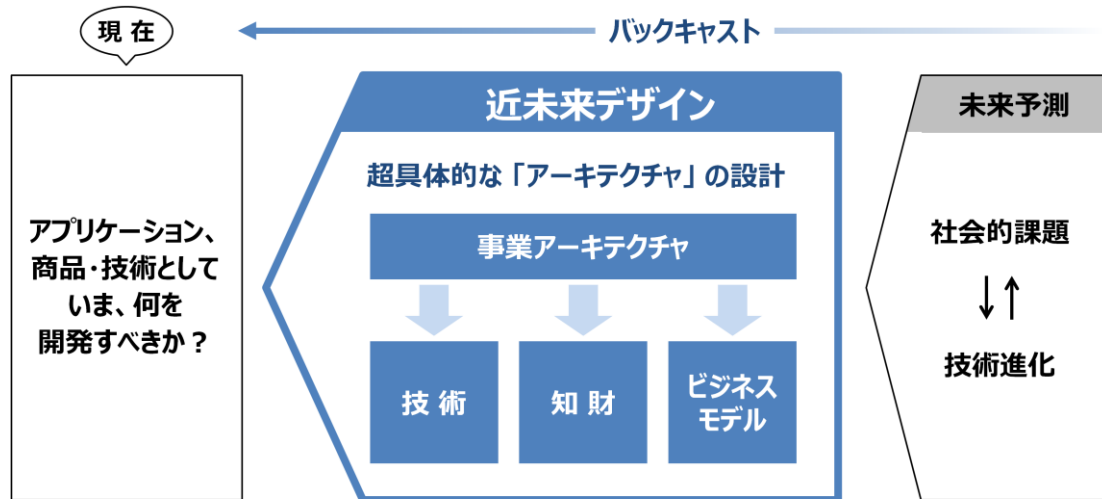 現 在
バックキャスト
アプリケーション、
商品・技術として
いま、何を
開発すべきか？
近未来デザイン
超具体的な「アーキテクチャ」の設計
事業アーキテクチャ
技 術
知 財
ビジネス
モデル
未来予測
社会的課題
↓↑
技術進化